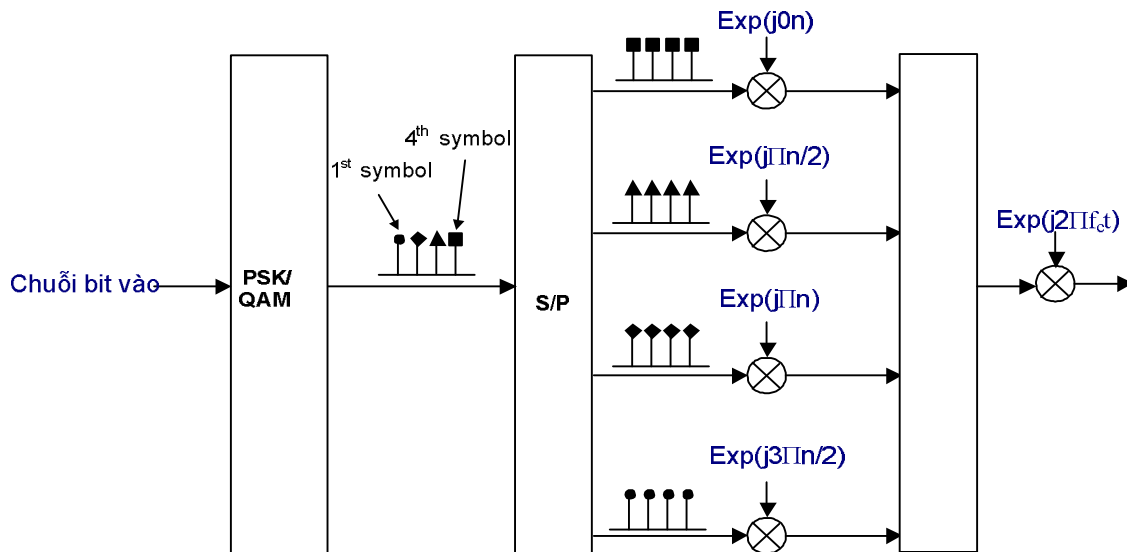 Exp(j0n)
4th symbol
1st symbol
Exp(jΠn/2)
Exp(j2Πfct)
Chuỗi bit vào
PSK/
QAM
S/P
Exp(jΠn)
Exp(j3Πn/2)